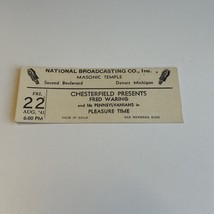 NATIONAL BROADCASTING CO., Inc.
MASONIC TEMPLE
Second Boulevard Detroit Michigan
FRI.
22
AUG., '41
6:00 PM
CHESTERFIELD PRESENTS
FRED WARING
and his PENNSYLVANIANS in
PLEASURE TIME